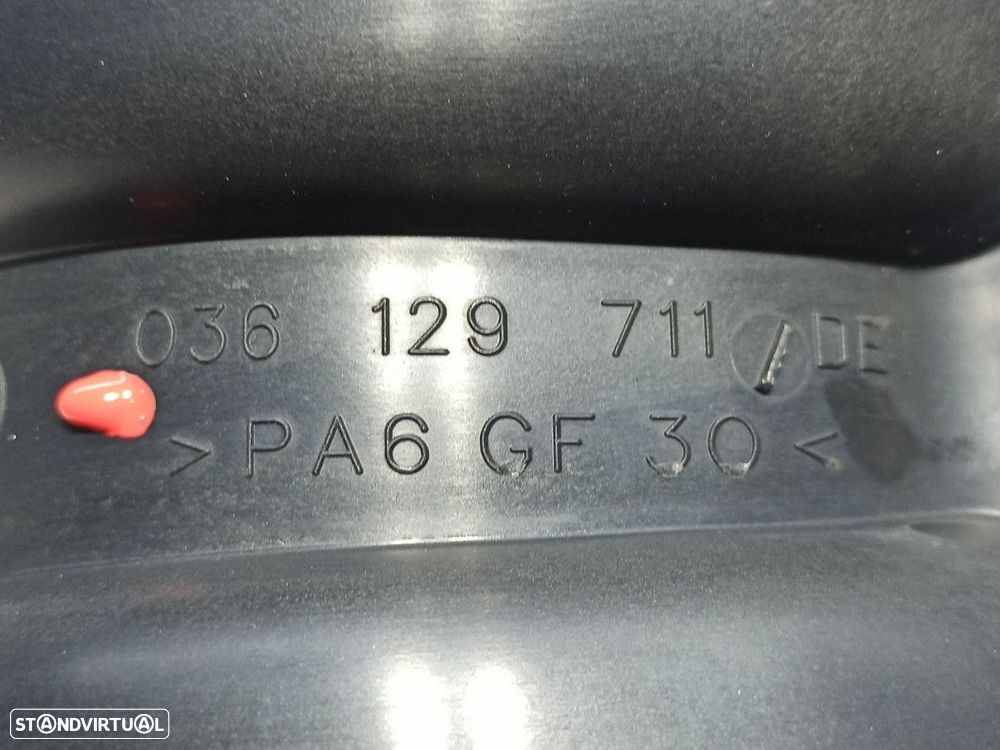 036 129 711 DE
>PA6 GF 30<
STANDVIRTUAL